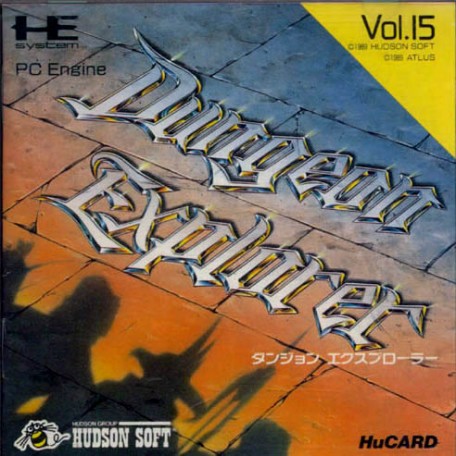 HE
system
PC Engine
Vol.15
©1989 HUDSON SOFT
©1989 ATLUS
Dungeon
Explorer
ダンジョン エクスプローラー
HUDSON GROUP
HUDSON SOFT
HuCARD